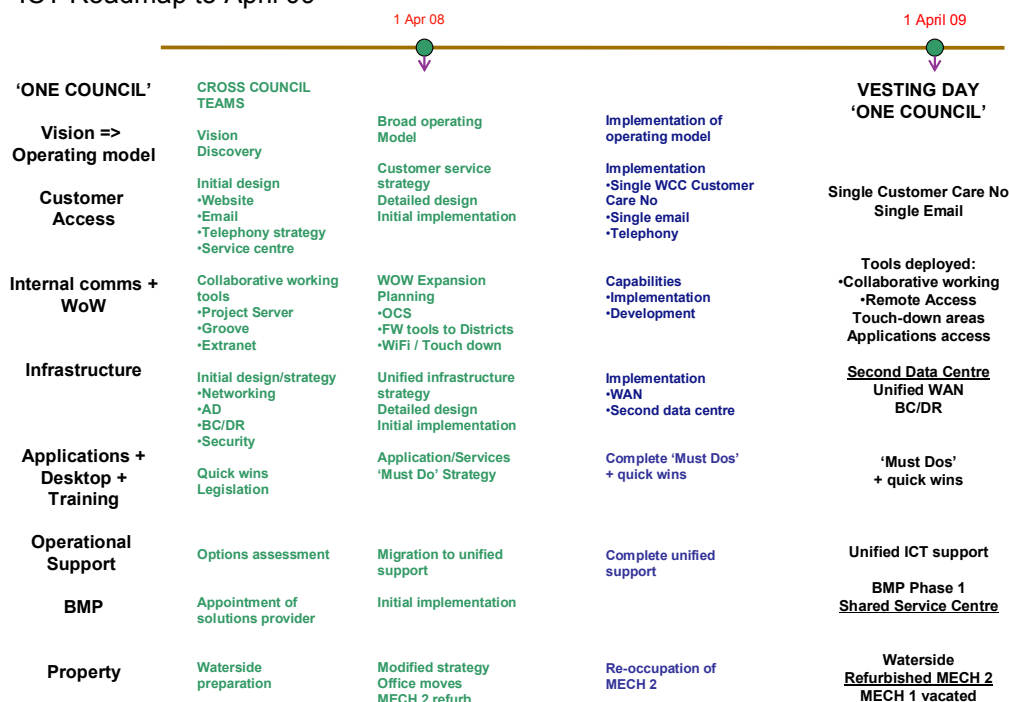 ICT Roadmap to April 09
1 Apr 08
1 April 09
‘ONE COUNCIL’
CROSS COUNCIL
TEAMS
VESTING DAY
‘ONE COUNCIL’
Vision =>
Operating model
Vision
Discovery
Broad operating
Model
Implementation of
operating model
Customer
Access
Initial design
•Website
•Email
•Telephony strategy
•Service centre
Customer service
strategy
Detailed design
Initial implementation
Implementation
•Single WCC Customer
Care No
•Single email
•Telephony
Single Customer Care No
Single Email
Internal comms +
WoW
Collaborative working
tools
•Project Server
•Groove
•Extranet
WOW Expansion
Planning
•OCS
•FW tools to Districts
•WiFi / Touch down
Capabilities
•Implementation
•Development
Tools deployed:
•Collaborative working
•Remote Access
Touch-down areas
Applications access
Infrastructure
Initial design/strategy
•Networking
•AD
•BC/DR
•Security
Unified infrastructure
strategy
Detailed design
Initial implementation
Implementation
•WAN
•Second data centre
Second Data Centre
Unified WAN
BC/DR
Applications +
Desktop +
Training
Quick wins
Legislation
Application/Services
‘Must Do’ Strategy
Complete ‘Must Dos’
+ quick wins
‘Must Dos’
+ quick wins
Operational
Support
Options assessment
Migration to unified
support
Complete unified
support
Unified ICT support
BMP
Appointment of
solutions provider
Initial implementation
BMP Phase 1
Shared Service Centre
Property
Waterside
preparation
Modified strategy
Office moves
MECH 2 refurb
Re-occupation of
MECH 2
Waterside
Refurbished MECH 2
MECH 1 vacated